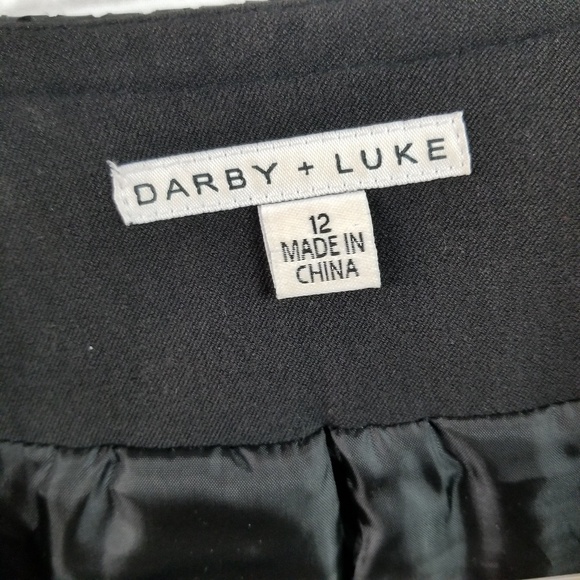 DARBY + LUKE
12
MADE IN
CHINA